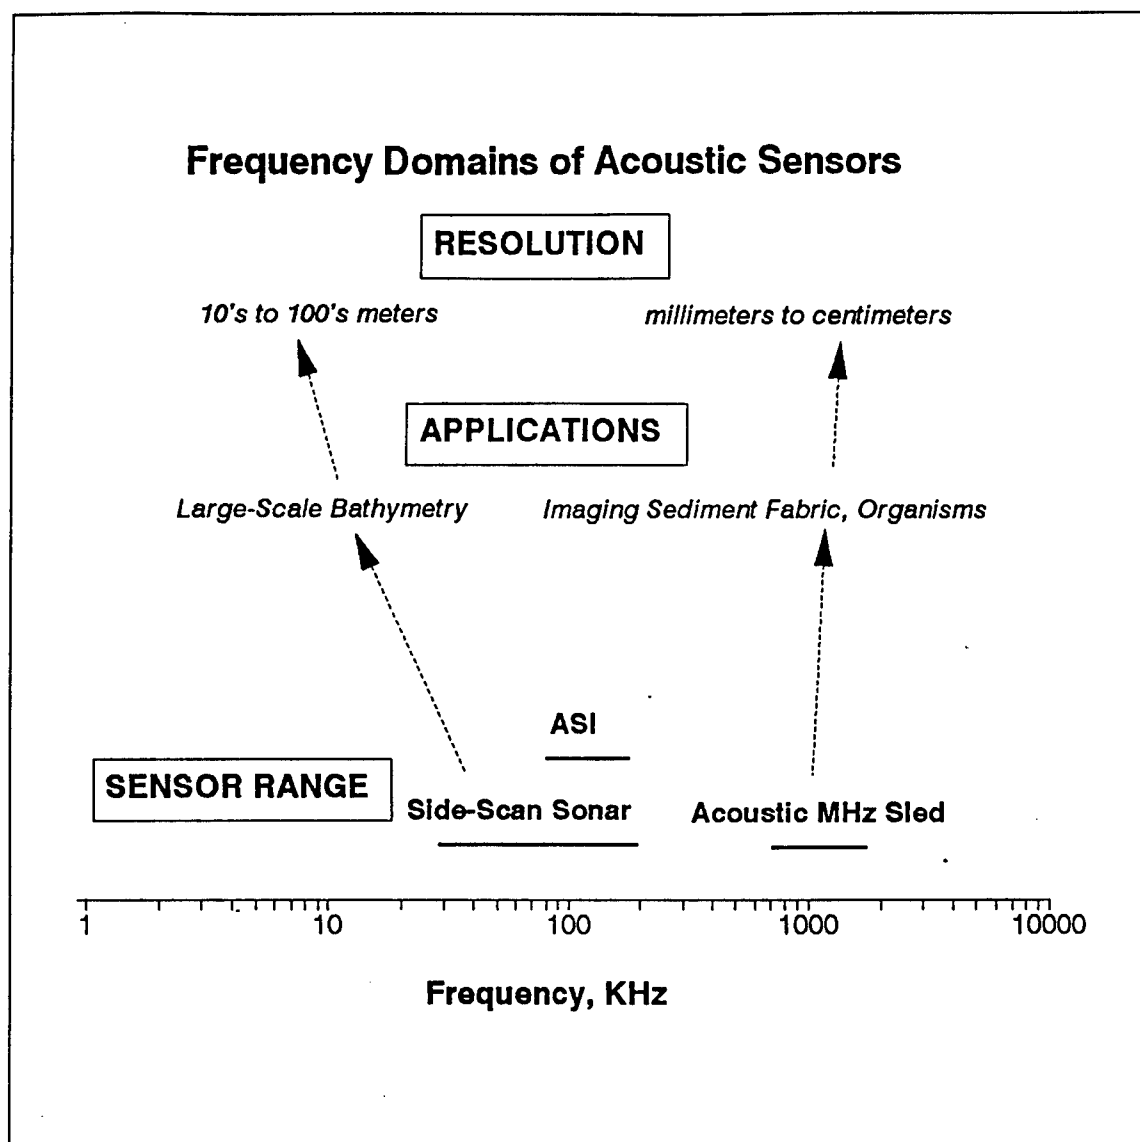 Frequency Domains of Acoustic Sensors
RESOLUTION
10's to 100's meters
millimeters to centimeters
APPLICATIONS
Large-Scale Bathymetry
Imaging Sediment Fabric, Organisms
ASI
SENSOR RANGE
Side-Scan Sonar
Acoustic MHz Sled
1 10 100 1000 10000
Frequency, KHz